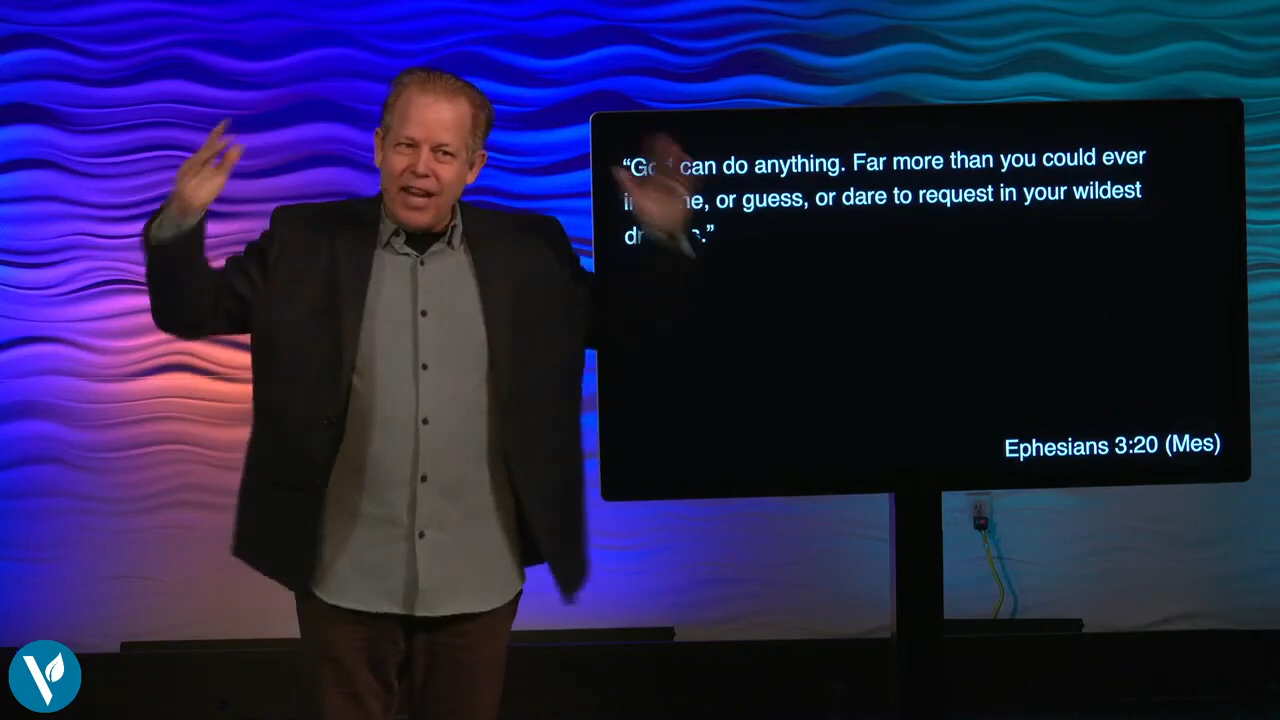 “God can do anything. Far more than you could ever
or guess, or dare to request in your wildest
Ephesians 3:20 (Mes)